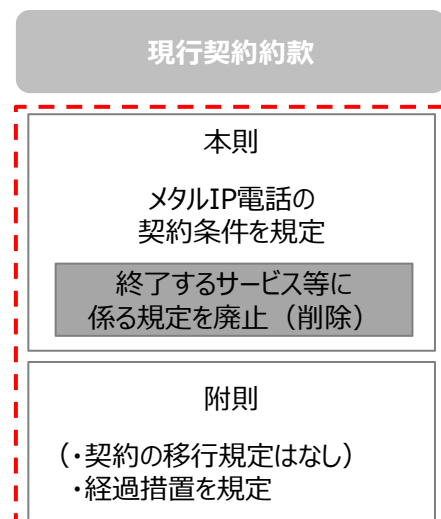 現行契約約款
本則
メタルIP電話の
契約条件を規定
終了するサービス等に
係る規定を廃止（削除）
附則
（・契約の移行規定はなし）
・経過措置を規定